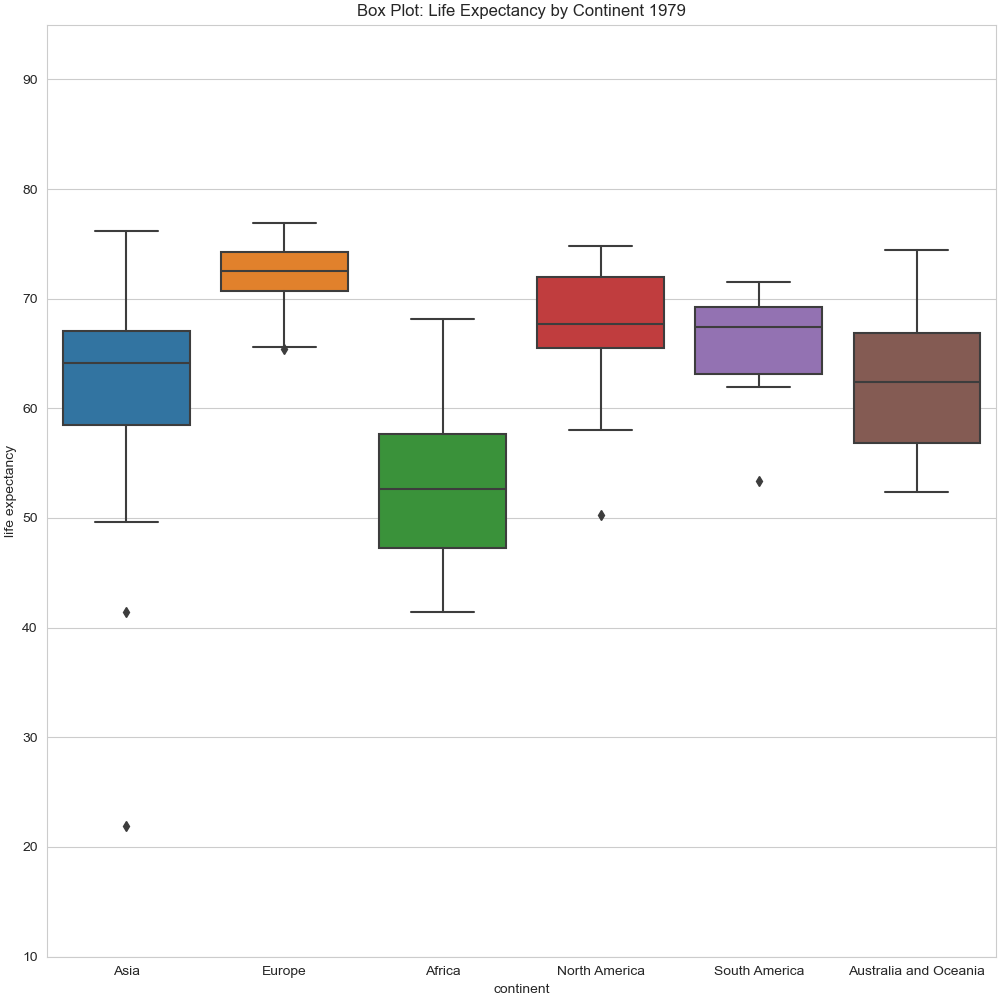 Box Plot: Life Expectancy by Continent 1979
90
80
70
60
50
40
30
20
10
life expectancy
Asia Europe Africa North America South America Australia and Oceania
continent